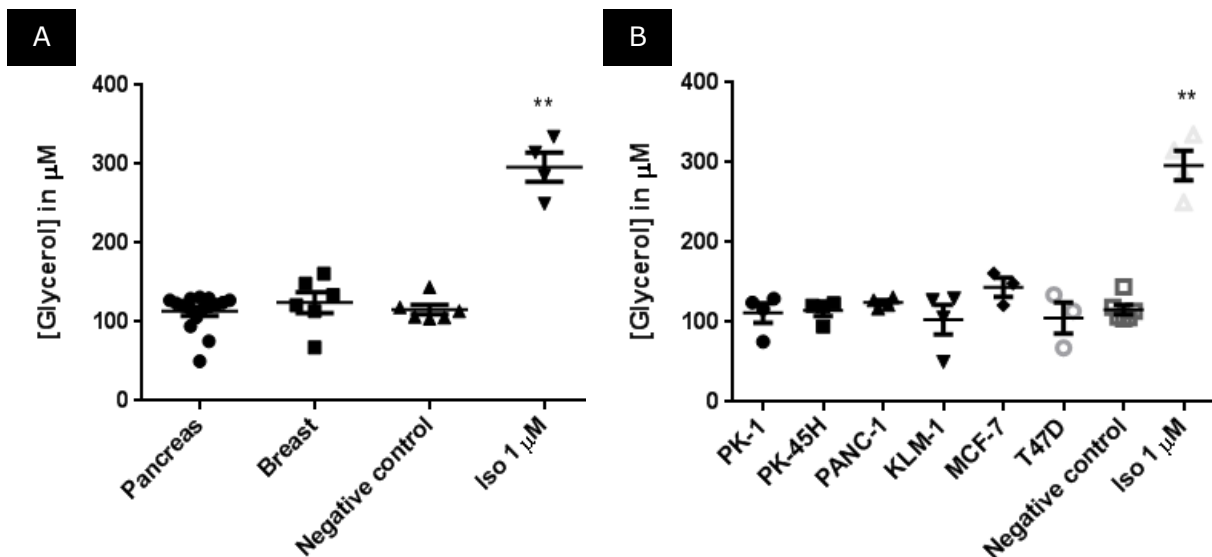 A
[Glycerol] in μM
400
300
200
100
0
**
Pancreas
Breast
Negative control
Iso 1 μM
B
[Glycerol] in μM
400
300
200
100
0
**
PK-1
PK-45H
PANC-1
KLM-1
MCF-7
T47D
Negative control
Iso 1 μM